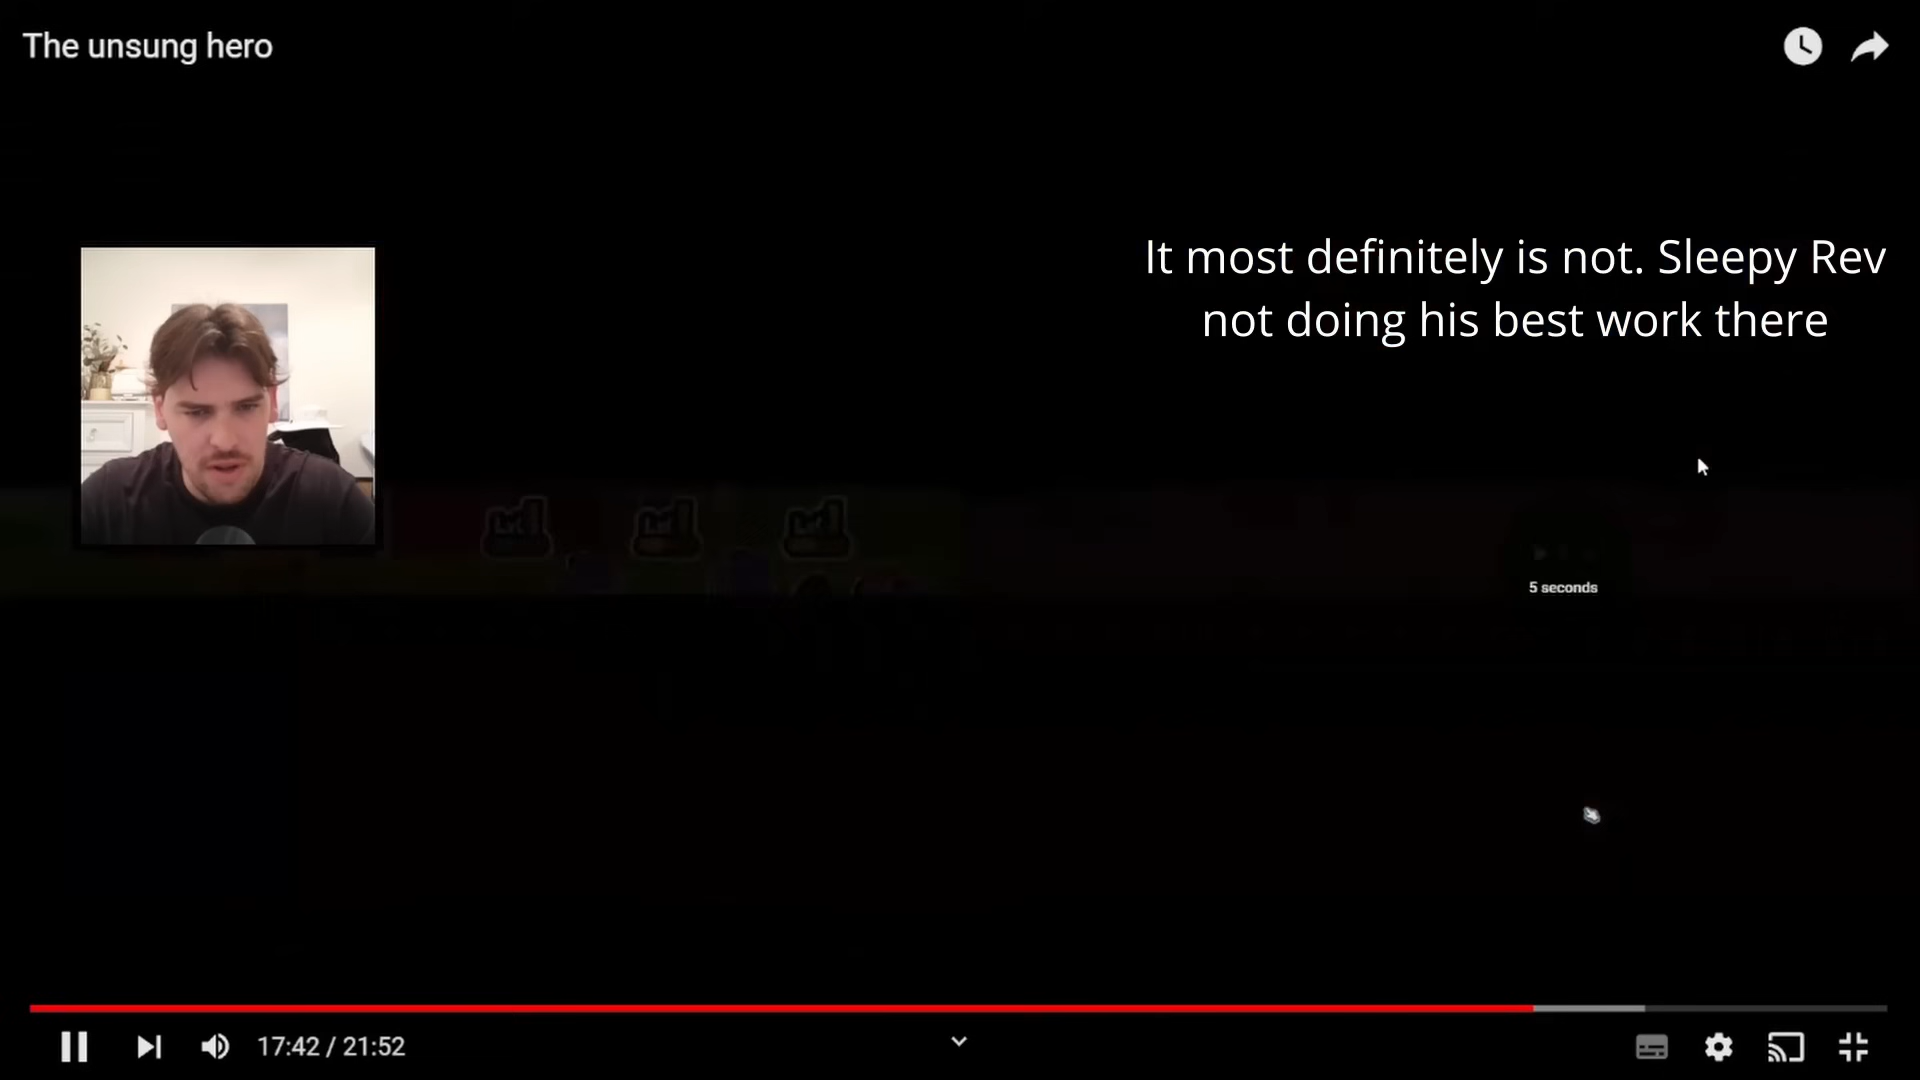 The unsung hero
It most definitely is not. Sleepy Rev
not doing his best work there
5 seconds
17:42 / 21:52